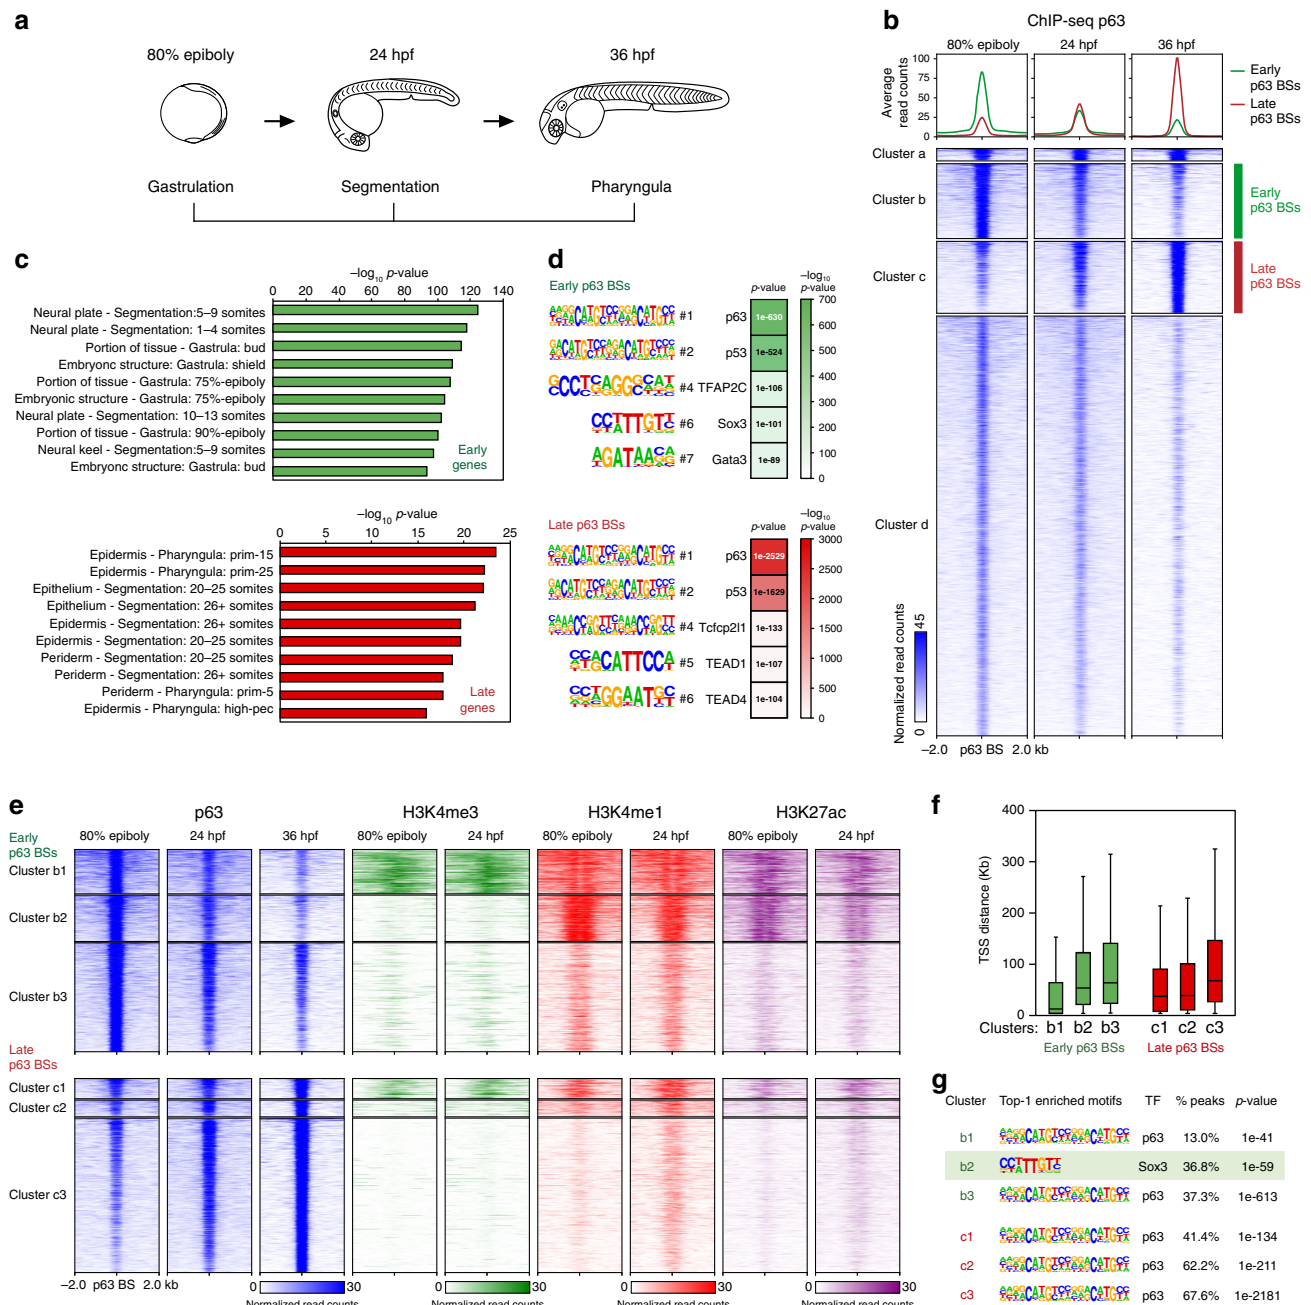 a
80% epiboly
24 hpf
36 hpf
Gastrulation
Segmentation
Pharyngula
b
ChIP-seq p63
80% epiboly
24 hpf
36 hpf
Average
read counts
100
75
50
25
0
Early
p63 BSs
Late
p63 BSs
Cluster a
Cluster b
Cluster c
Cluster d
Early
p63 BSs
Late
p63 BSs
Normalized read counts
0
45
–2.0 p63 BS 2.0 kb
c
–log10 p-value
0 20 40 60 80 100 120 140
Neural plate - Segmentation:5–9 somites
Neural plate - Segmentation: 1–4 somites
Portion of tissue - Gastrula: bud
Embryonc structure: Gastrula: shield
Portion of tissue - Gastrula: 75%-epiboly
Embryonic structure - Gastrula: 75%-epiboly
Neural plate - Segmentation: 10–13 somites
Portion of tissue - Gastrula: 90%-epiboly
Neural keel - Segmentation:5–9 somites
Embryonc structure: Gastrula: bud
Early
genes
–log10 p-value
0 5 10 15 20 25
Epidermis - Pharyngula: prim-15
Epidermis - Pharyngula: prim-25
Epithelium - Segmentation: 20–25 somites
Epithelium - Segmentation: 26+ somites
Epidermis - Segmentation: 26+ somites
Epidermis - Segmentation: 20–25 somites
Periderm - Segmentation: 20–25 somites
Periderm - Segmentation: 26+ somites
Periderm - Pharyngula: prim-5
Epidermis - Pharyngula: high-pec
Late
genes
d
Early p63 BSs
p-value
–log10
p-value
#1 p63 1e-630
#2 p53 1e-524
#4 TFAP2C 1e-106
#6 Sox3 1e-101
#7 Gata3 1e-89
700
600
500
400
300
200
100
0
Late p63 BSs
p-value
–log10
p-value
#1 p63 1e-2529
#2 p53 1e-1629
#4 Tcfcp2l1 1e-133
#5 TEAD1 1e-107
#6 TEAD4 1e-104
3000
2500
2000
1500
1000
500
0
e
p63 H3K4me3 H3K4me1 H3K27ac
80% epiboly 24 hpf 36 hpf 80% epiboly 24 hpf 80% epiboly 24 hpf 80% epiboly 24 hpf
Early
p63 BSs
Cluster b1
Cluster b2
Cluster b3
Late
p63 BSs
Cluster c1
Cluster c2
Cluster c3
–2.0 p63 BS 2.0 kb
0 30
0 30
0 30
0 30
Normalized read counts
Normalized read counts
Normalized read counts
Normalized read counts
f
TSS distance (Kb)
400
300
200
100
0
Clusters: b1 b2 b3 c1 c2 c3
Early p63 BSs Late p63 BSs
g
Cluster Top-1 enriched motifs TF % peaks p-value
b1 p63 13.0% 1e-41
b2 Sox3 36.8% 1e-59
b3 p63 37.3% 1e-613
c1 p63 41.4% 1e-134
c2 p63 62.2% 1e-211
c3 p63 67.6% 1e-2181